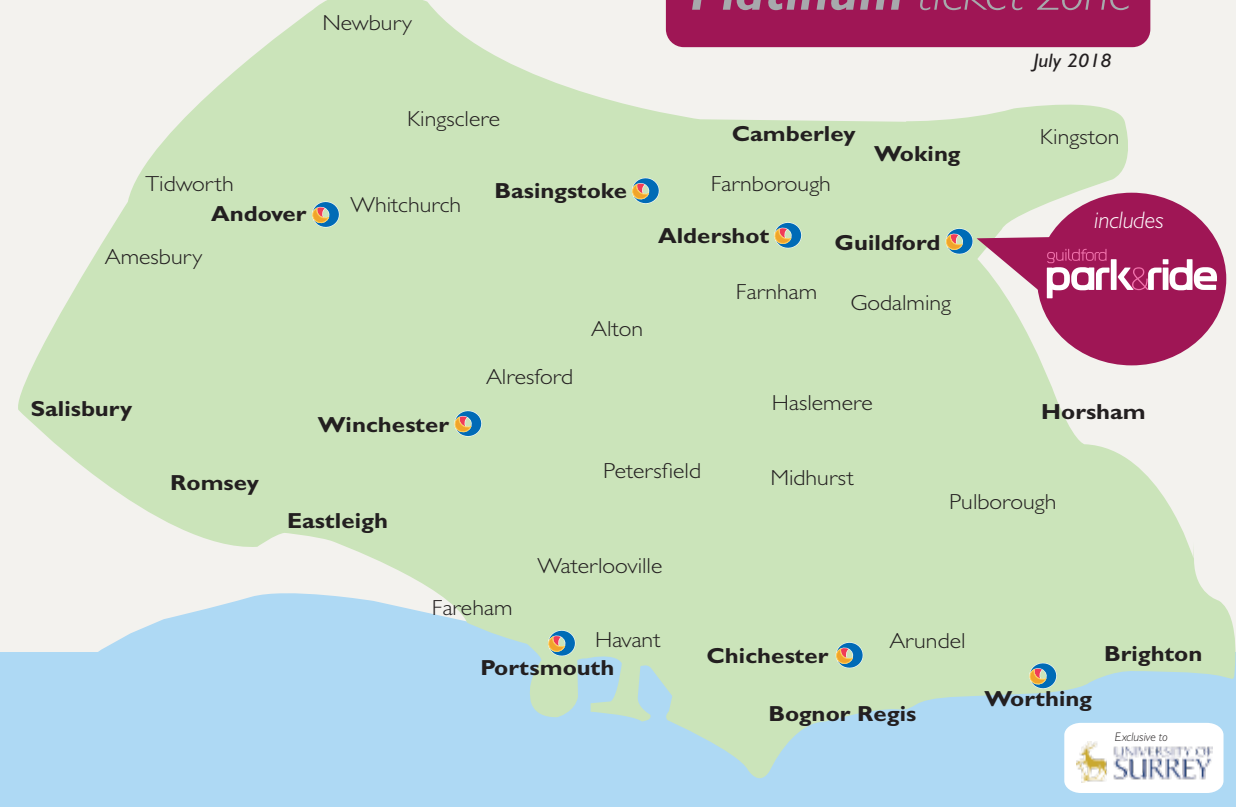 Platinum ticket zone
July 2018
Newbury
Kingsclere
Camberley
Woking
Kingston
Tidworth
Andover
Whitchurch
Basingstoke
Farnborough
Aldershot
Guildford
includes
guildford
park&ride
Amesbury
Farnham
Godalming
Alton
Alresford
Salisbury
Winchester
Haslemere
Horsham
Romsey
Petersfield
Midhurst
Pulborough
Eastleigh
Waterlooville
Fareham
Havant
Portsmouth
Chichester
Arundel
Brighton
Worthing
Bognor Regis
Exclusive to
UNIVERSITY OF
SURREY